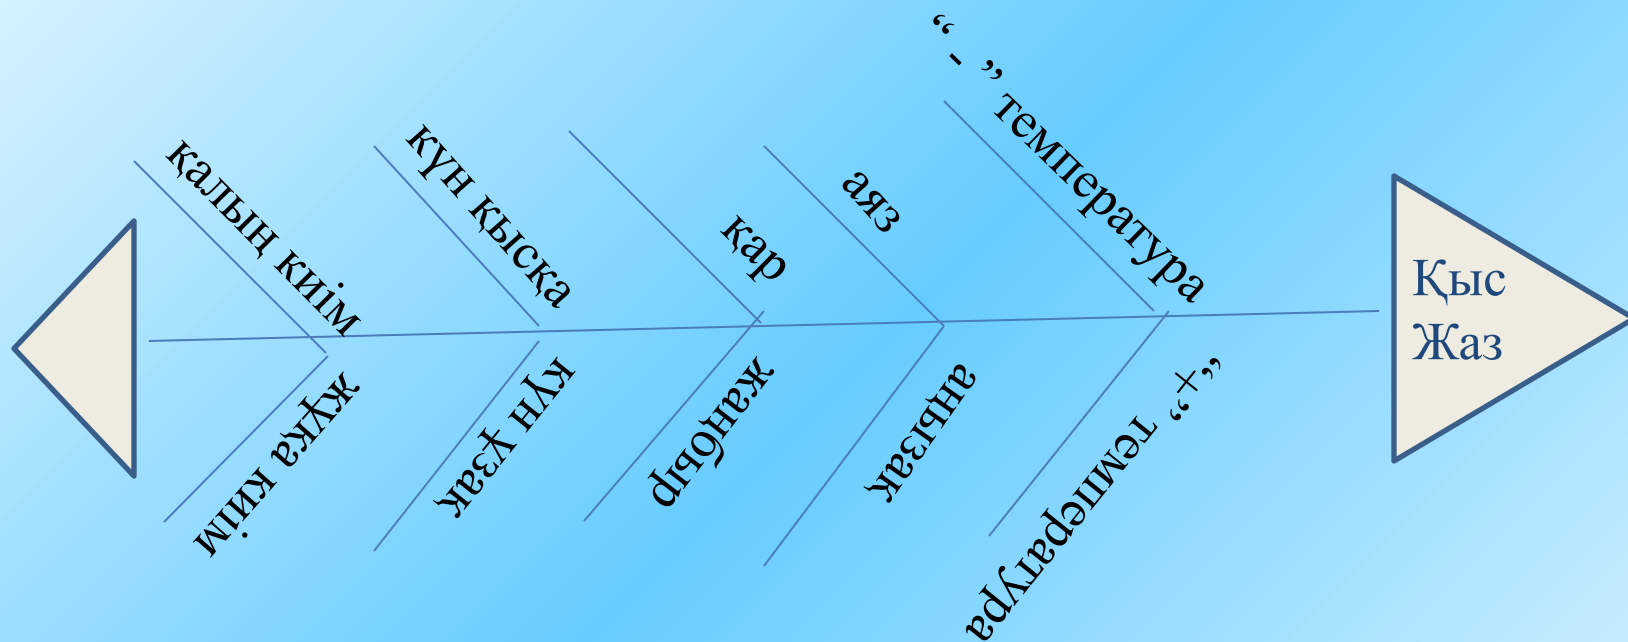 “-” температура
аяз
қар
күн қысқа
қалың киім
Қыс
Жаз
“+” температура
аңызақ
жаңбыр
күн ұзақ
жұқа киім